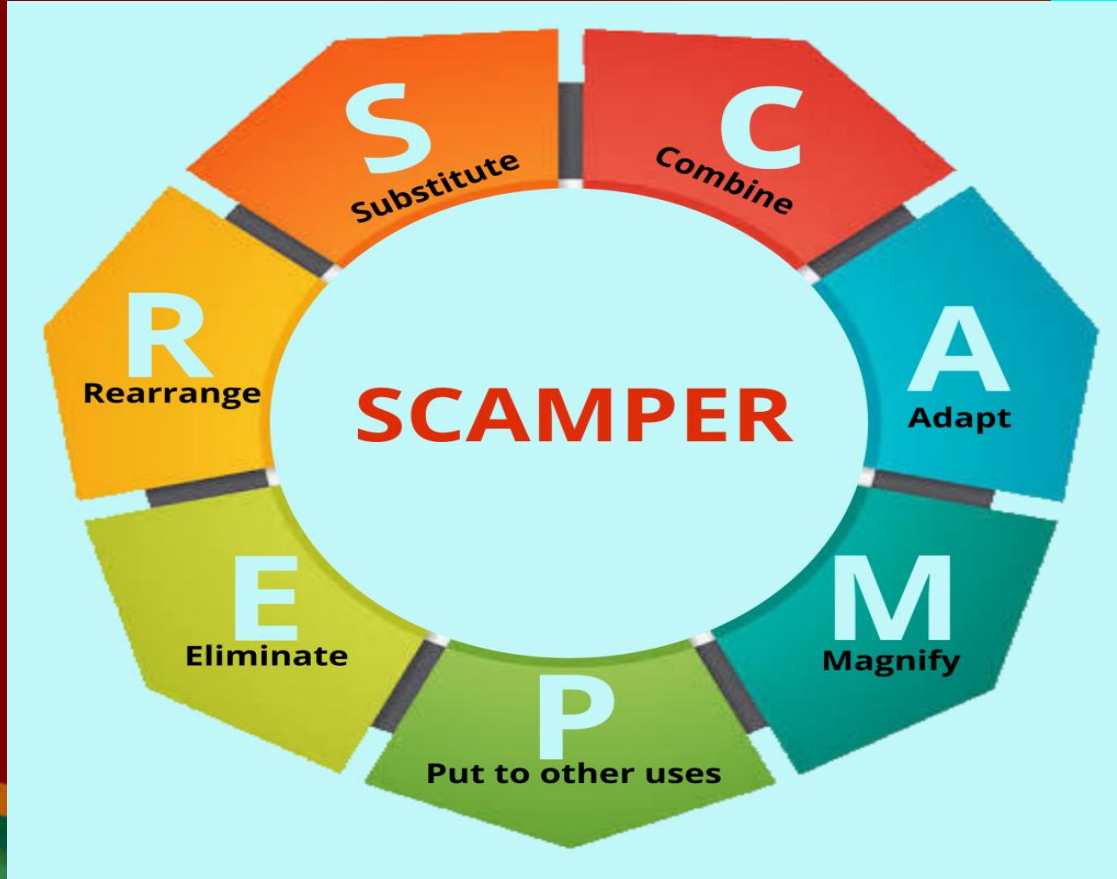 S
Substitute
C
Combine
A
Adapt
M
Magnify
P
Put to other uses
E
Eliminate
R
Rearrange
SCAMPER